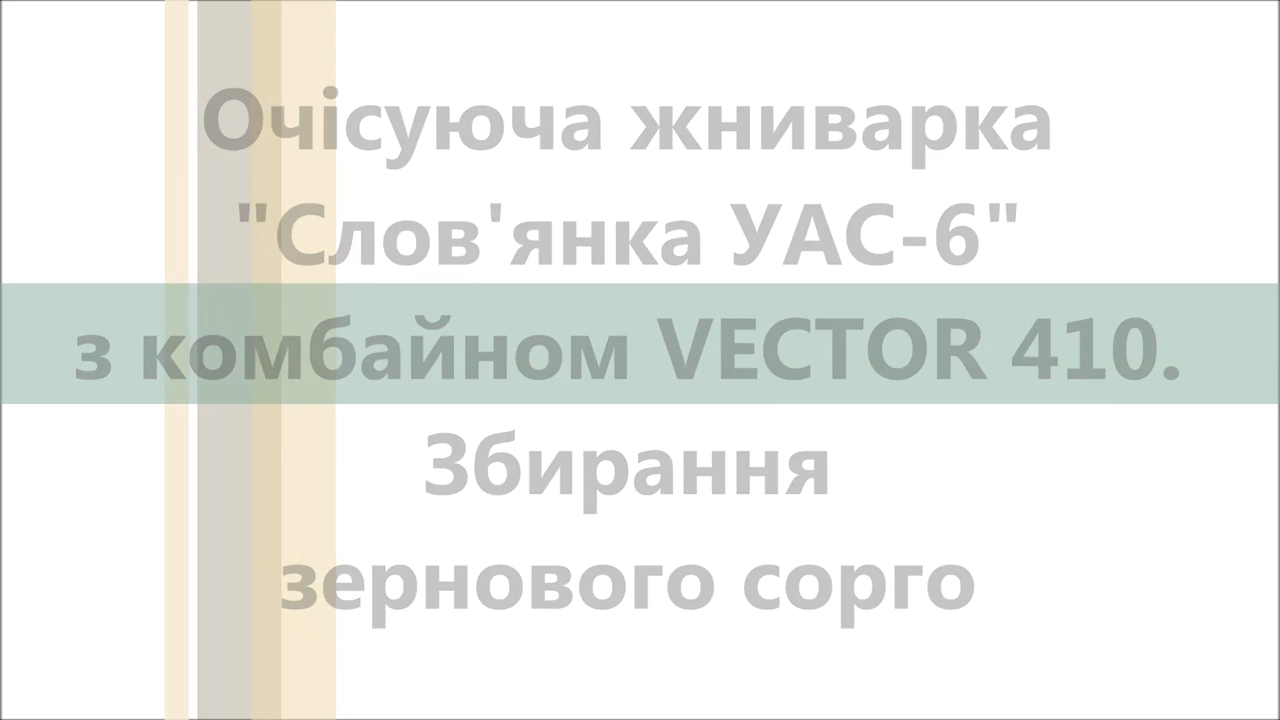 Очісуюча жниварка
"Слов'янка УАС-6"
з комбайном VECTOR 410.
Збирання
зернового сорго